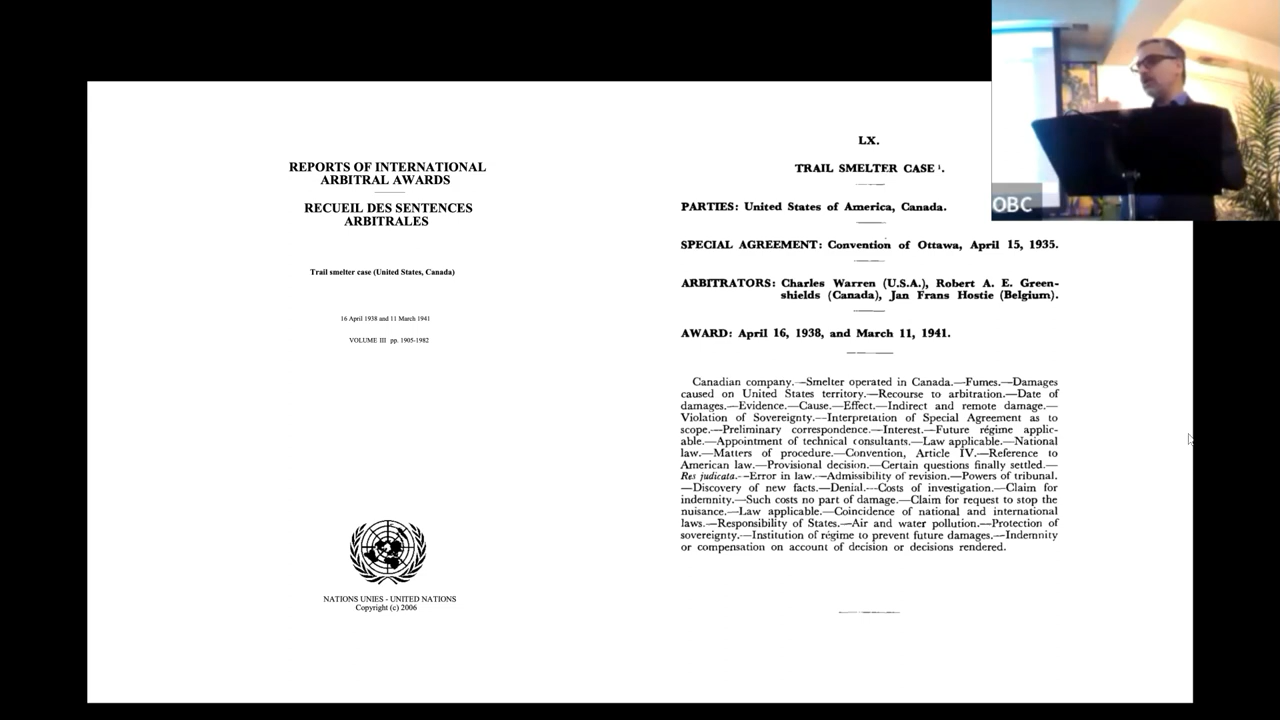 REPORTS OF INTERNATIONAL
ARBITRAL AWARDS
RECUEIL DES SENTENCES
ARBITRALES
Trail smelter case (United States, Canada)
16 April 1938 and 11 March 1941
VOLUME III pp. 1905-1982
NATIONS UNIES - UNITED NATIONS
Copyright (c) 2006
LX.
TRAIL SMELTER CASE ¹.
PARTIES: United States of America, Canada.
SPECIAL AGREEMENT: Convention of Ottawa, April 15, 1935.
ARBITRATORS: Charles Warren (U.S.A.), Robert A. E. Green-
shields (Canada), Jan Frans Hostie (Belgium).
AWARD: April 16, 1938, and March 11, 1941.
Canadian company.—Smelter operated in Canada.—Fumes.—Damages
caused on United States territory.—Recourse to arbitration.—Date of
damages.—Evidence.—Cause.—Effect.—Indirect and remote damage.—
Violation of Sovereignty.—Interpretation of Special Agreement as to
scope.—Preliminary correspondence.—Interest.—Future régime applic-
able.—Appointment of technical consultants.—Law applicable.—National
law.—Matters of procedure.—Convention, Article IV.—Reference to
American law.—Provisional decision.—Certain questions finally settled.—
Res judicata.—Error in law.—Admissibility of revision.—Powers of tribunal.
—Discovery of new facts.—Denial.—Costs of investigation.—Claim for
indemnity.—Such costs no part of damage.—Claim for request to stop the
nuisance.—Law applicable.—Coincidence of national and international
laws.—Responsibility of States.—Air and water pollution.—Protection of
sovereignty.—Institution of régime to prevent future damages.—Indemnity
or compensation on account of decision or decisions rendered.
OBC